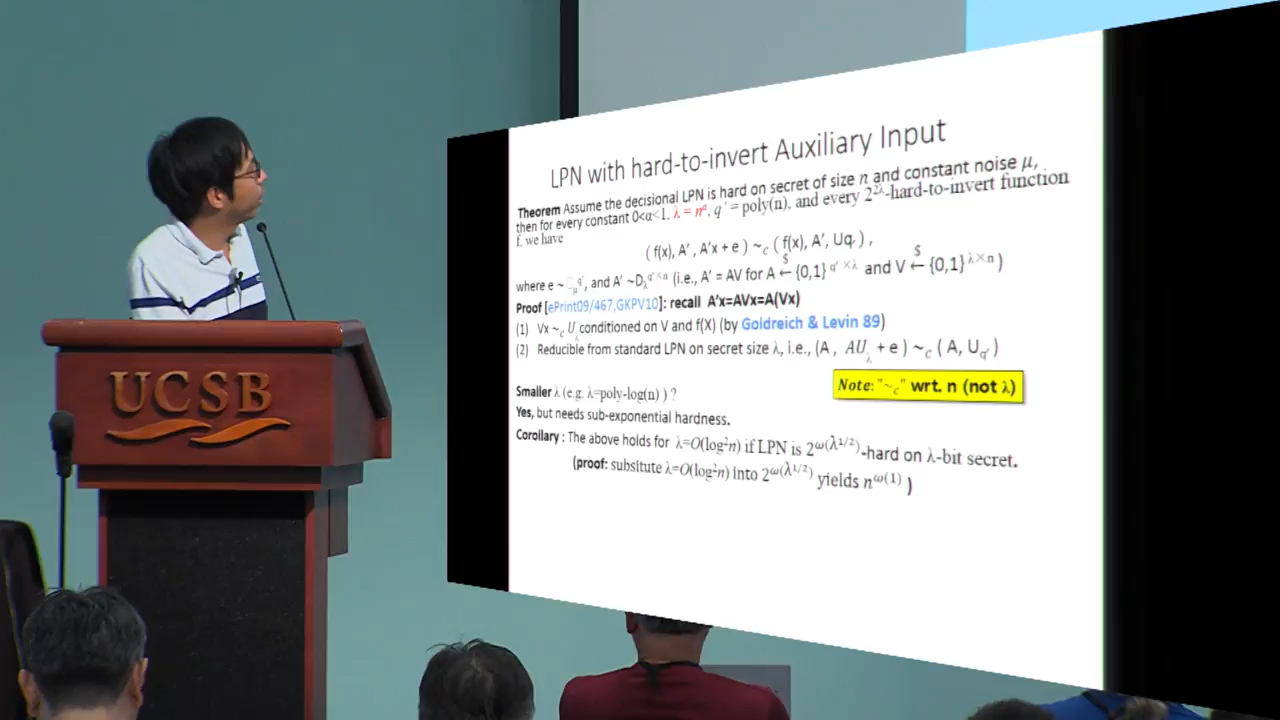 LPN with hard-to-invert Auxiliary Input
Theorem Assume the decisional LPN is hard on secret of size n and constant noise μ,
then for every constant 0<α<1, λ = nᵅ, q' = poly(n), and every 2^{2λ}-hard-to-invert function
f, we have
( f(x), A' , A'x + e ) ~c ( f(x), A', Uq' ) ,
where e ~ μ^{q'}, and A' ~D_λ^{q'×n} (i.e., A' = AV for A ←$ {0,1}^{q'×λ} and V ←$ {0,1}^{λ×n} )
Proof [ePrint09/467,GKPV10]: recall A'x=AVx=A(Vx)
(1) Vx ~c U_λ conditioned on V and f(X) (by Goldreich & Levin 89)
(2) Reducible from standard LPN on secret size λ, i.e., (A , AU_λ + e ) ~c ( A, U_{q'} )
Note: "~c" wrt. n (not λ)
Smaller λ (e.g. λ=poly-log(n) ) ?
Yes, but needs sub-exponential hardness.
Corollary : The above holds for λ=O(log²n) if LPN is 2^{ω(λ^{1/2})}-hard on λ-bit secret.
(proof: subsitute λ=O(log²n) into 2^{ω(λ^{1/2})} yields n^{ω(1)} )
UCSB